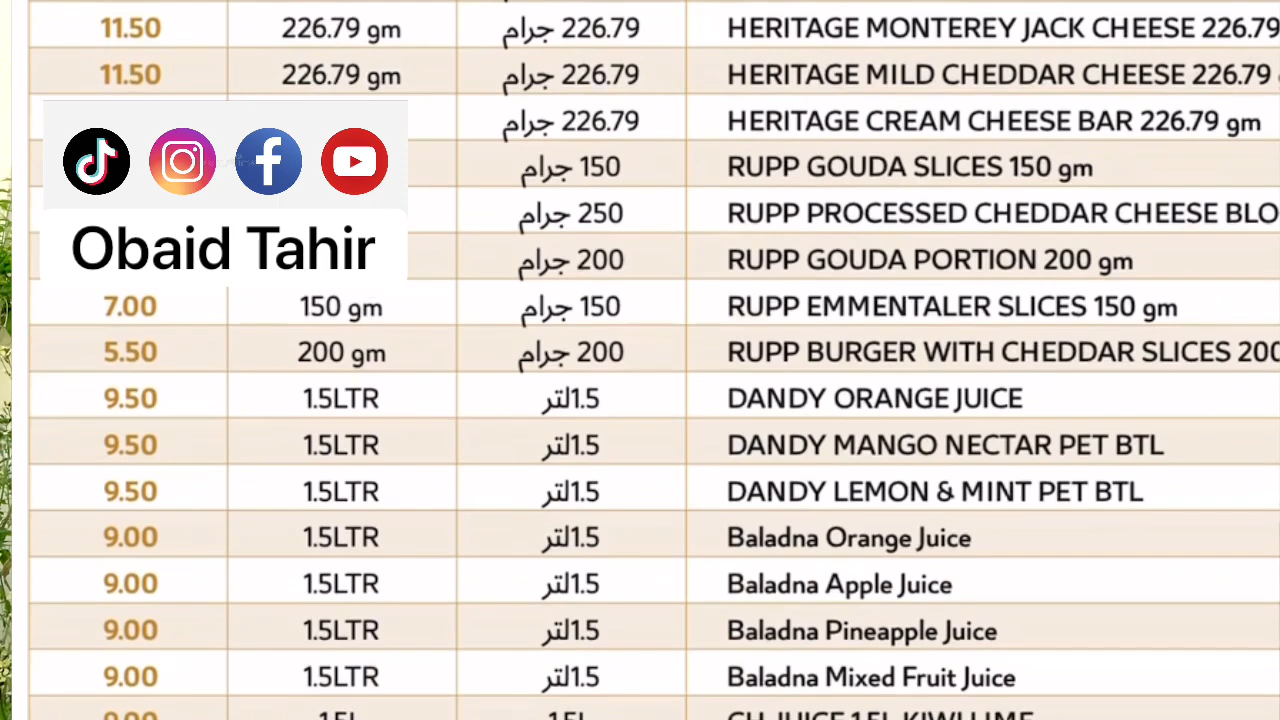 11.50 226.79 gm 226.79 جرام HERITAGE MONTEREY JACK CHEESE 226.79
11.50 226.79 gm 226.79 جرام HERITAGE MILD CHEDDAR CHEESE 226.79
226.79 جرام HERITAGE CREAM CHEESE BAR 226.79 gm
150 جرام RUPP GOUDA SLICES 150 gm
250 جرام RUPP PROCESSED CHEDDAR CHEESE BLO
Obaid Tahir
200 جرام RUPP GOUDA PORTION 200 gm
7.00 150 gm 150 جرام RUPP EMMENTALER SLICES 150 gm
5.50 200 gm 200 جرام RUPP BURGER WITH CHEDDAR SLICES 200
9.50 1.5LTR 1.5لتر DANDY ORANGE JUICE
9.50 1.5LTR 1.5لتر DANDY MANGO NECTAR PET BTL
9.50 1.5LTR 1.5لتر DANDY LEMON & MINT PET BTL
9.00 1.5LTR 1.5لتر Baladna Orange Juice
9.00 1.5LTR 1.5لتر Baladna Apple Juice
9.00 1.5LTR 1.5لتر Baladna Pineapple Juice
9.00 1.5LTR 1.5لتر Baladna Mixed Fruit Juice